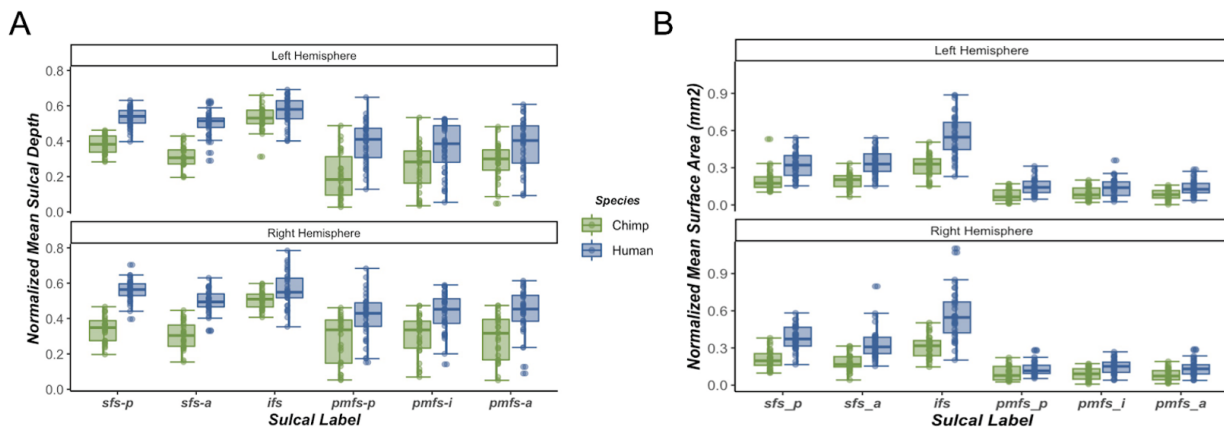 A
Left Hemisphere
0.8
0.6
0.4
0.2
0.0
Right Hemisphere
0.8
0.6
0.4
0.2
0.0
Normalized Mean Sulcal Depth
sfs-p sfs-a ifs pmfs-p pmfs-i pmfs-a
Sulcal Label
Species
Chimp
Human
B
Left Hemisphere
0.9
0.6
0.3
0.0
Right Hemisphere
0.9
0.6
0.3
0.0
Normalized Mean Surface Area (mm2)
sfs_p sfs_a ifs pmfs_p pmfs_i pmfs_a
Sulcal Label